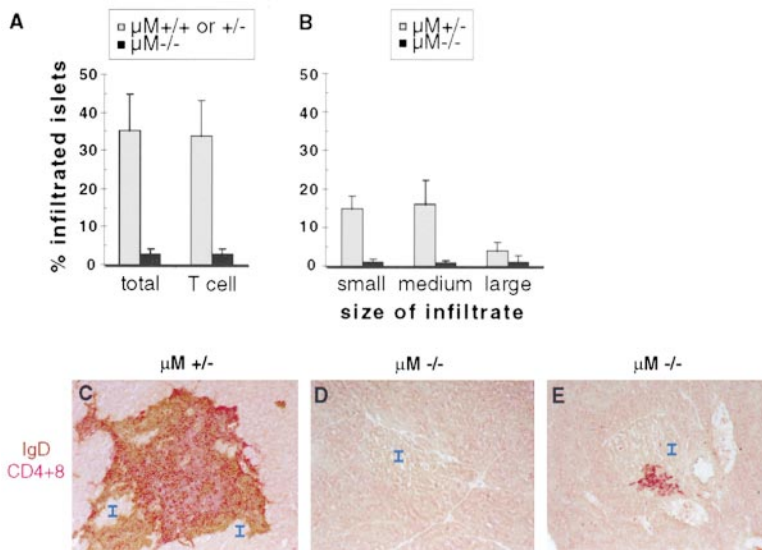 A
μM+/+ or +/-
μM-/-
% infiltrated islets
50
40
30
20
10
0
total
T cell
B
μM+/-
μM-/-
50
40
30
20
10
0
small
medium
large
size of infiltrate
μM +/-
μM -/-
μM -/-
IgD
CD4+8
C
I
I
D
I
E
I